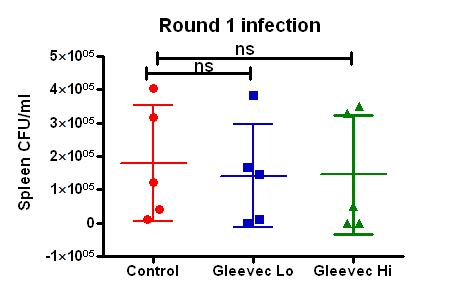 Round 1 infection
ns
ns
Spleen CFU/ml
5×10⁰⁵
4×10⁰⁵
3×10⁰⁵
2×10⁰⁵
1×10⁰⁵
0
-1×10⁰⁵
Control Gleevec Lo Gleevec Hi